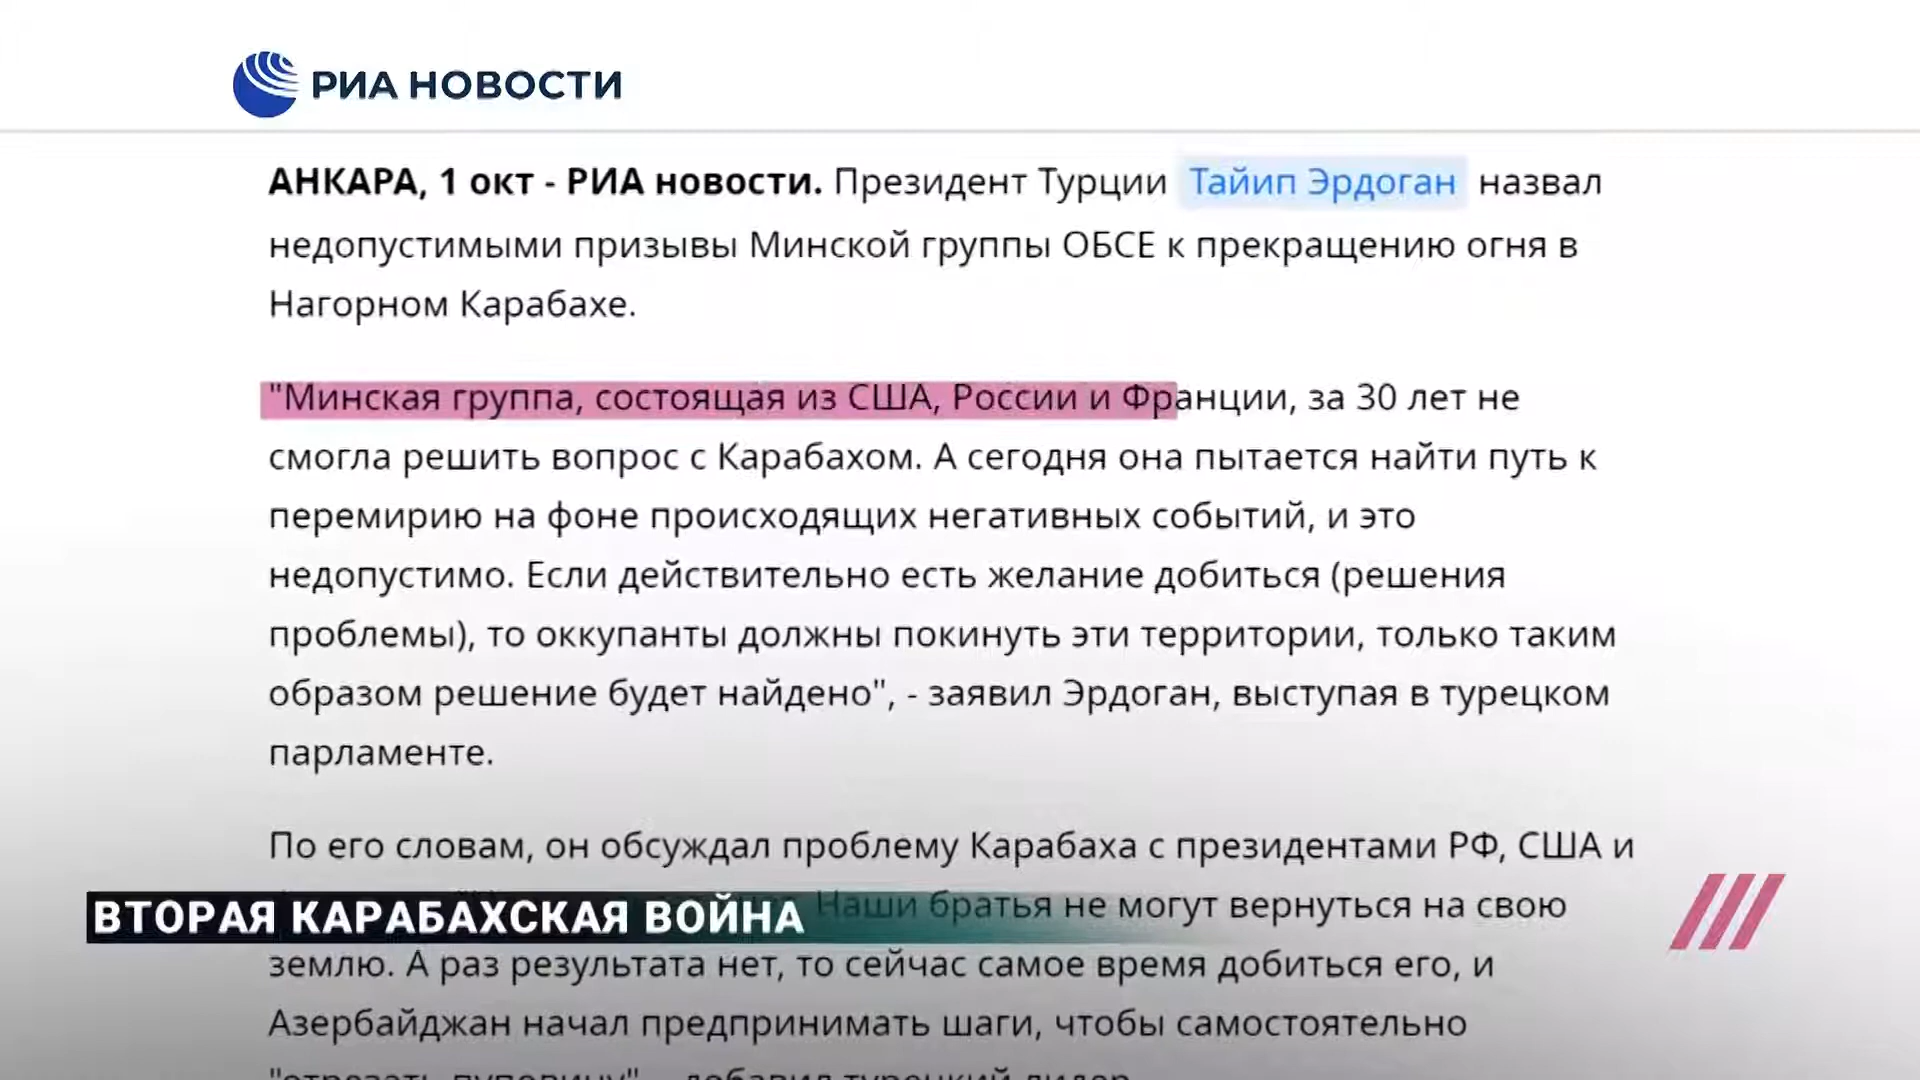 РИА НОВОСТИ
АНКАРА, 1 окт - РИА новости. Президент Турции Тайип Эрдоган назвал
недопустимыми призывы Минской группы ОБСЕ к прекращению огня в
Нагорном Карабахе.
"Минская группа, состоящая из США, России и Франции, за 30 лет не
смогла решить вопрос с Карабахом. А сегодня она пытается найти путь к
перемирию на фоне происходящих негативных событий, и это
недопустимо. Если действительно есть желание добиться (решения
проблемы), то оккупанты должны покинуть эти территории, только таким
образом решение будет найдено", - заявил Эрдоган, выступая в турецком
парламенте.
По его словам, он обсуждал проблему Карабаха с президентами РФ, США и
Наши братья не могут вернуться на свою
ВТОРАЯ КАРАБАХСКАЯ ВОЙНА
землю. А раз результата нет, то сейчас самое время добиться его, и
Азербайджан начал предпринимать шаги, чтобы самостоятельно
"отрезать пуповину", - добавил турецкий лидер.